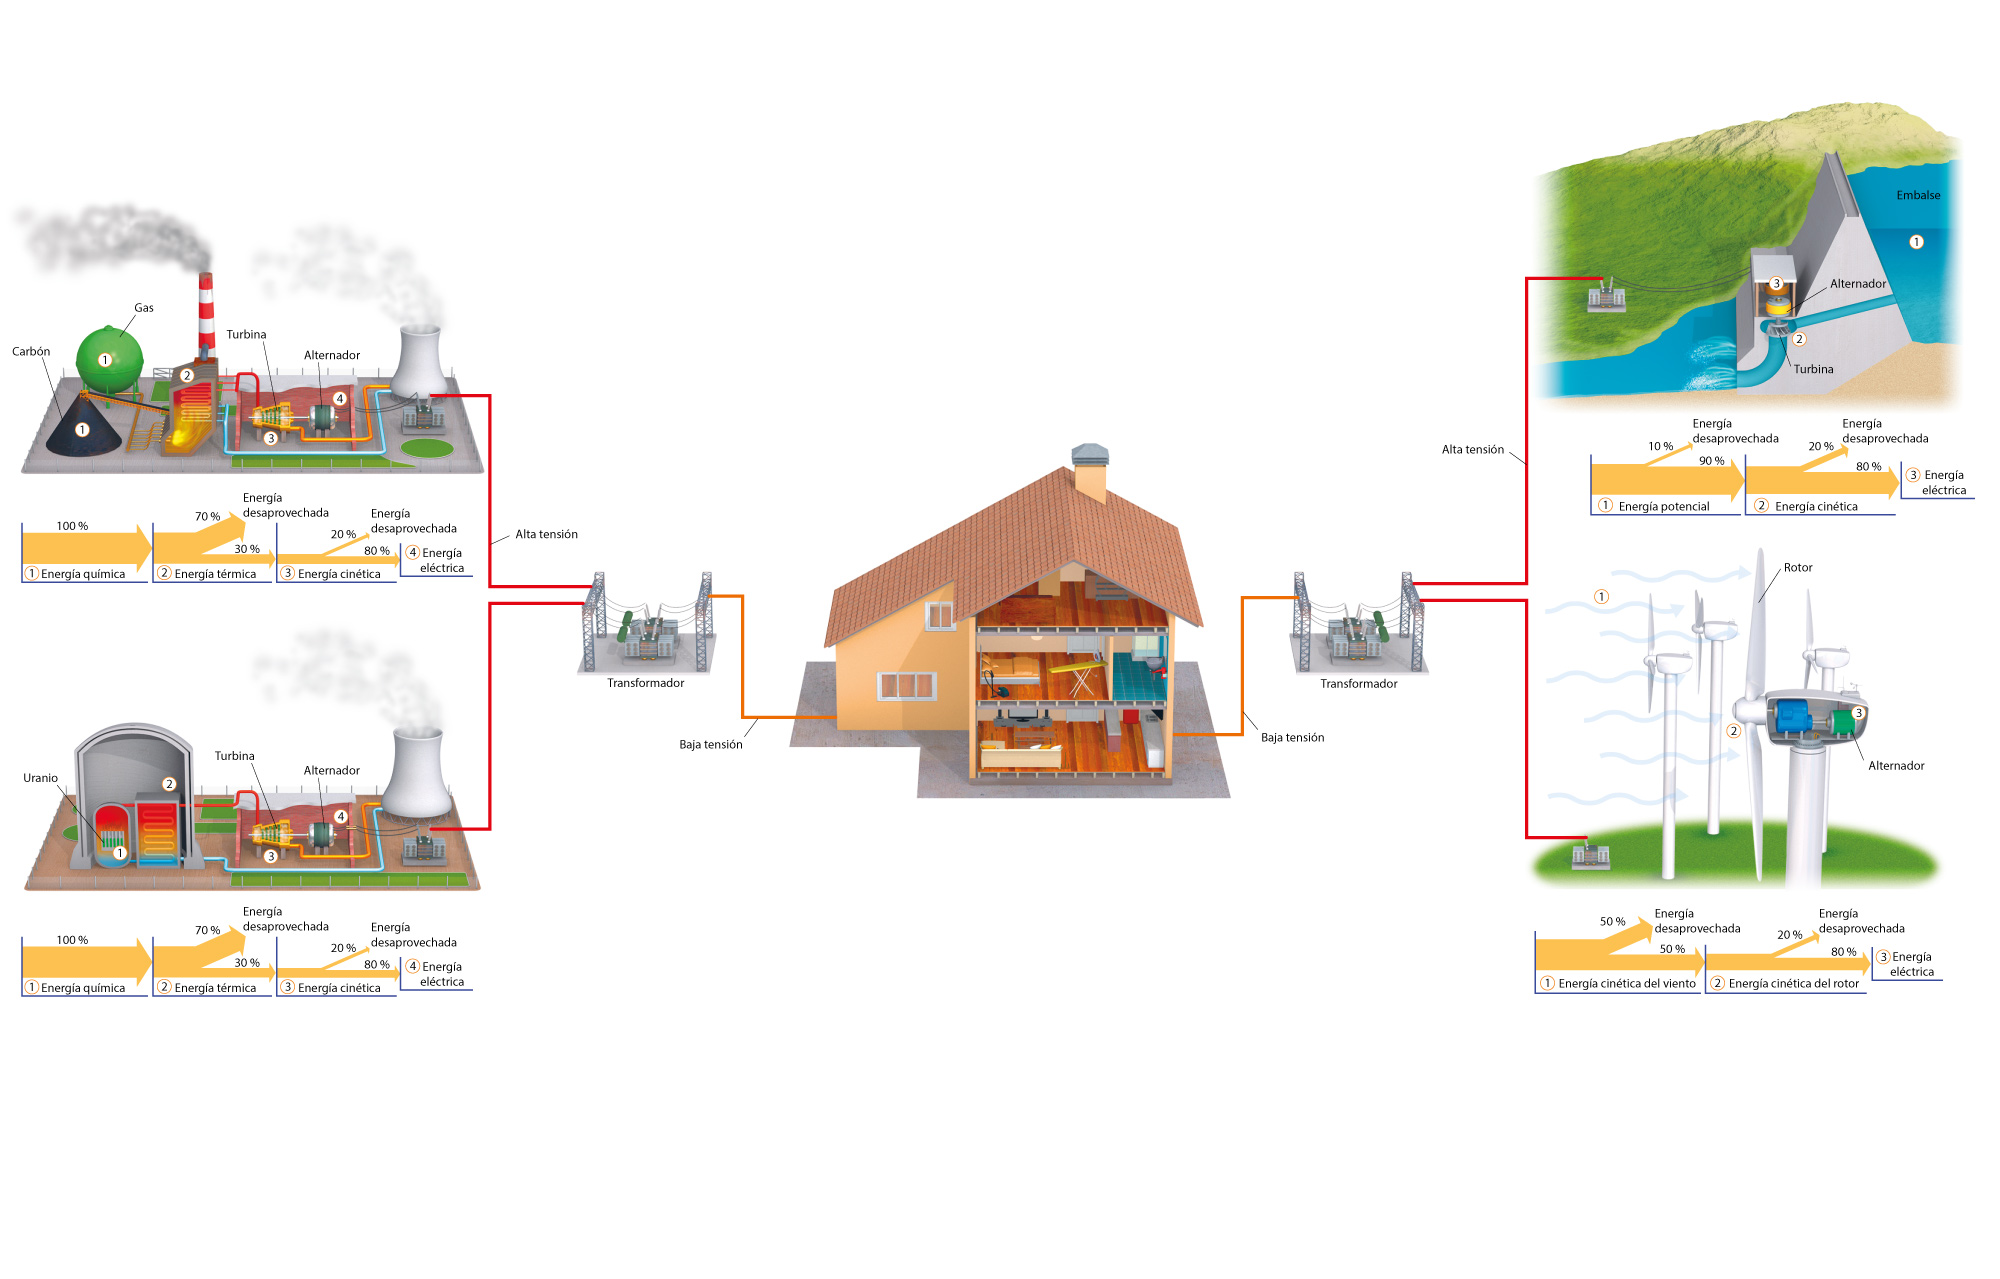 Gas
Carbón
1
1
2
Turbina
Alternador
3
4
100 %
1 Energía química
70 %
Energía
desaprovechada
30 %
2 Energía térmica
20 %
Energía
desaprovechada
80 %
3 Energía cinética
4 Energía
eléctrica
Uranio
1
2
Turbina
Alternador
3
4
100 %
1 Energía química
70 %
Energía
desaprovechada
30 %
2 Energía térmica
20 %
Energía
desaprovechada
80 %
3 Energía cinética
4 Energía
eléctrica
Alta tensión
Transformador
Baja tensión
Baja tensión
Transformador
Alta tensión
Embalse
1
3
Alternador
2
Turbina
10 %
Energía
desaprovechada
90 %
1 Energía potencial
20 %
Energía
desaprovechada
80 %
2 Energía cinética
3 Energía
eléctrica
Rotor
1
2
3
Alternador
50 %
Energía
desaprovechada
50 %
1 Energía cinética del viento
20 %
Energía
desaprovechada
80 %
2 Energía cinética del rotor
3 Energía
eléctrica